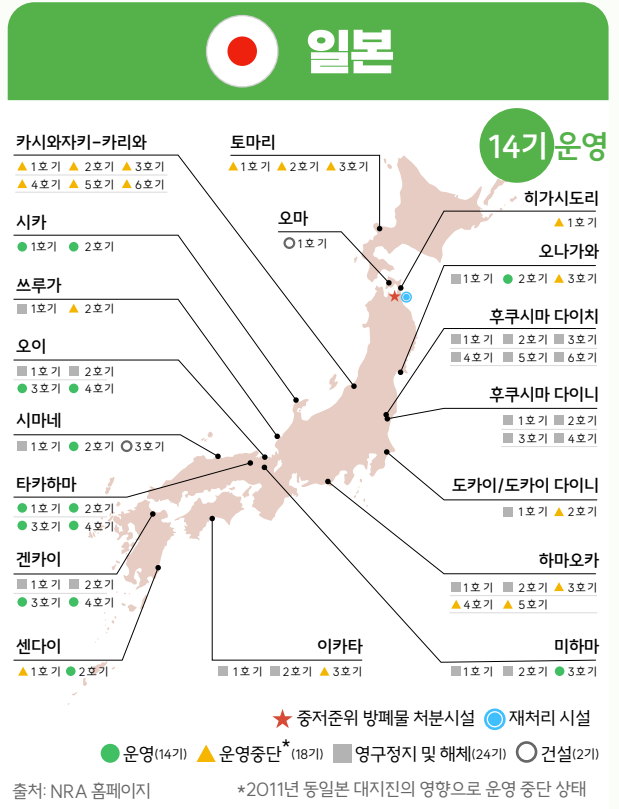 일본
14기 운영
카시와자키-카리와
1호기 2호기 3호기
4호기 5호기 6호기
토마리
1호기 2호기 3호기
히가시도리
1호기
시카
1호기 2호기
오마
1호기
오나가와
1호기 2호기 3호기
쓰루가
1호기 2호기
후쿠시마 다이치
1호기 2호기 3호기
4호기 5호기 6호기
오이
1호기 2호기
3호기 4호기
후쿠시마 다이니
1호기 2호기
3호기 4호기
시마네
1호기 2호기 3호기
타카하마
1호기 2호기
3호기 4호기
도카이/도카이 다이니
1호기 2호기
겐카이
1호기 2호기
3호기 4호기
하마오카
1호기 2호기 3호기
4호기 5호기
센다이
1호기 2호기
이카타
1호기 2호기 3호기
미하마
1호기 2호기 3호기
중저준위 방폐물 처분시설 재처리 시설
운영(14기) 운영중단*(18기) 영구정지 및 해체(24기) 건설(2기)
출처: NRA 홈페이지
*2011년 동일본 대지진의 영향으로 운영 중단 상태